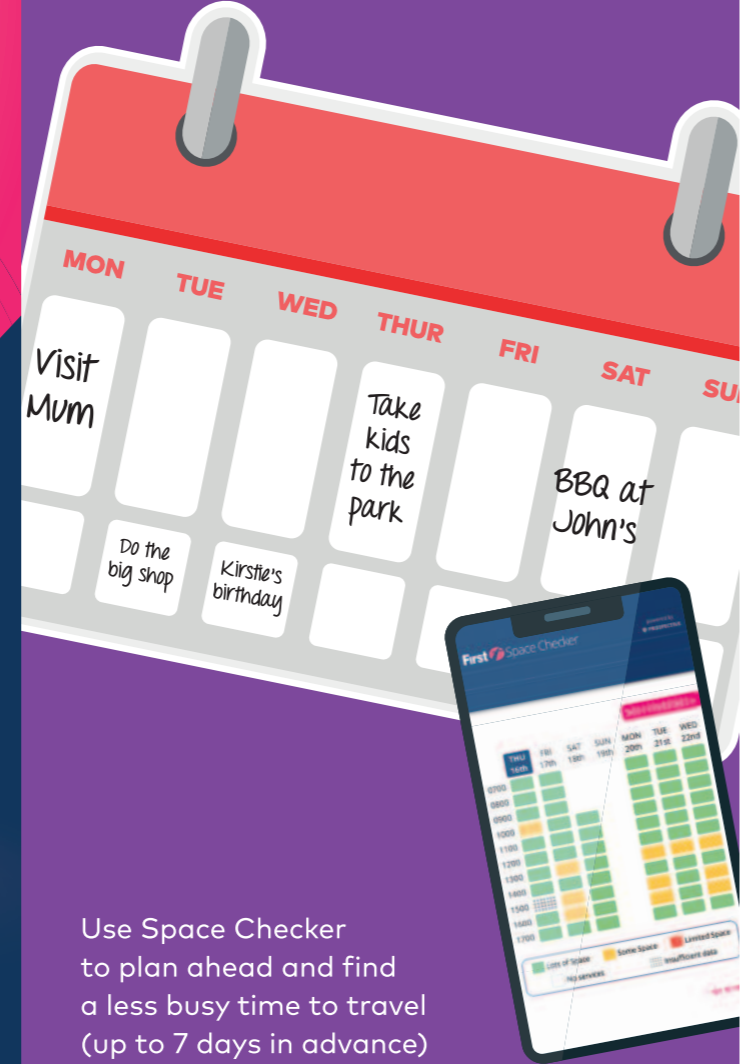 MON TUE WED THUR FRI SAT
Visit
Mum
Take
kids
to the
park
BBQ at
John's
Do the
big shop
Kirstie's
birthday
First Space Checker
THU FRI SAT SUN MON TUE WED
16th 17th 18th 19th 20th 21st 22nd
0700
0800
0900
1000
1100
1200
1300
1400
1500
1600
1700
Lots of Space Some Space Limited Space
No services Insufficient data
Use Space Checker
to plan ahead and find
a less busy time to travel
(up to 7 days in advance)